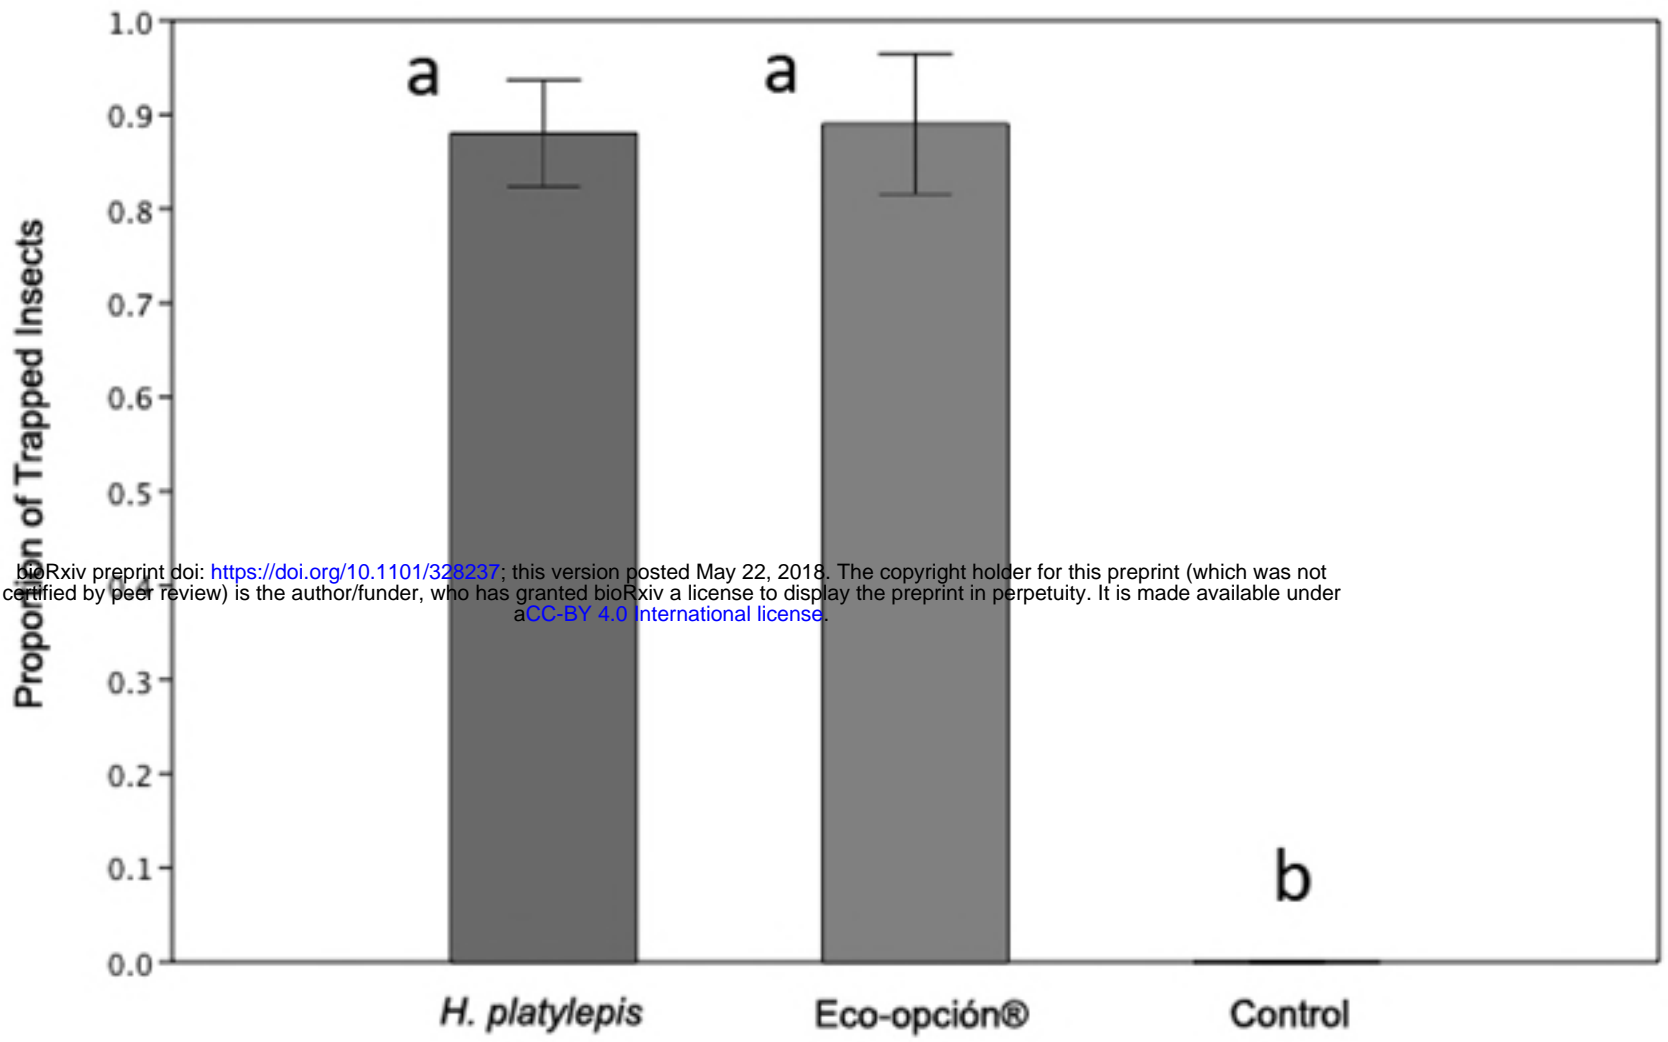 1.0
a
a
0.9
0.8
0.7
0.6
0.5
0.4
0.3
0.2
0.1
0.0
b
Proportion of Trapped Insects
bioRxiv preprint doi: https://doi.org/10.1101/328237; this version posted May 22, 2018. The copyright holder for this preprint (which was not
certified by peer review) is the author/funder, who has granted bioRxiv a license to display the preprint in perpetuity. It is made available under
aCC-BY 4.0 International license.
H. platylepis
Eco-opción®
Control